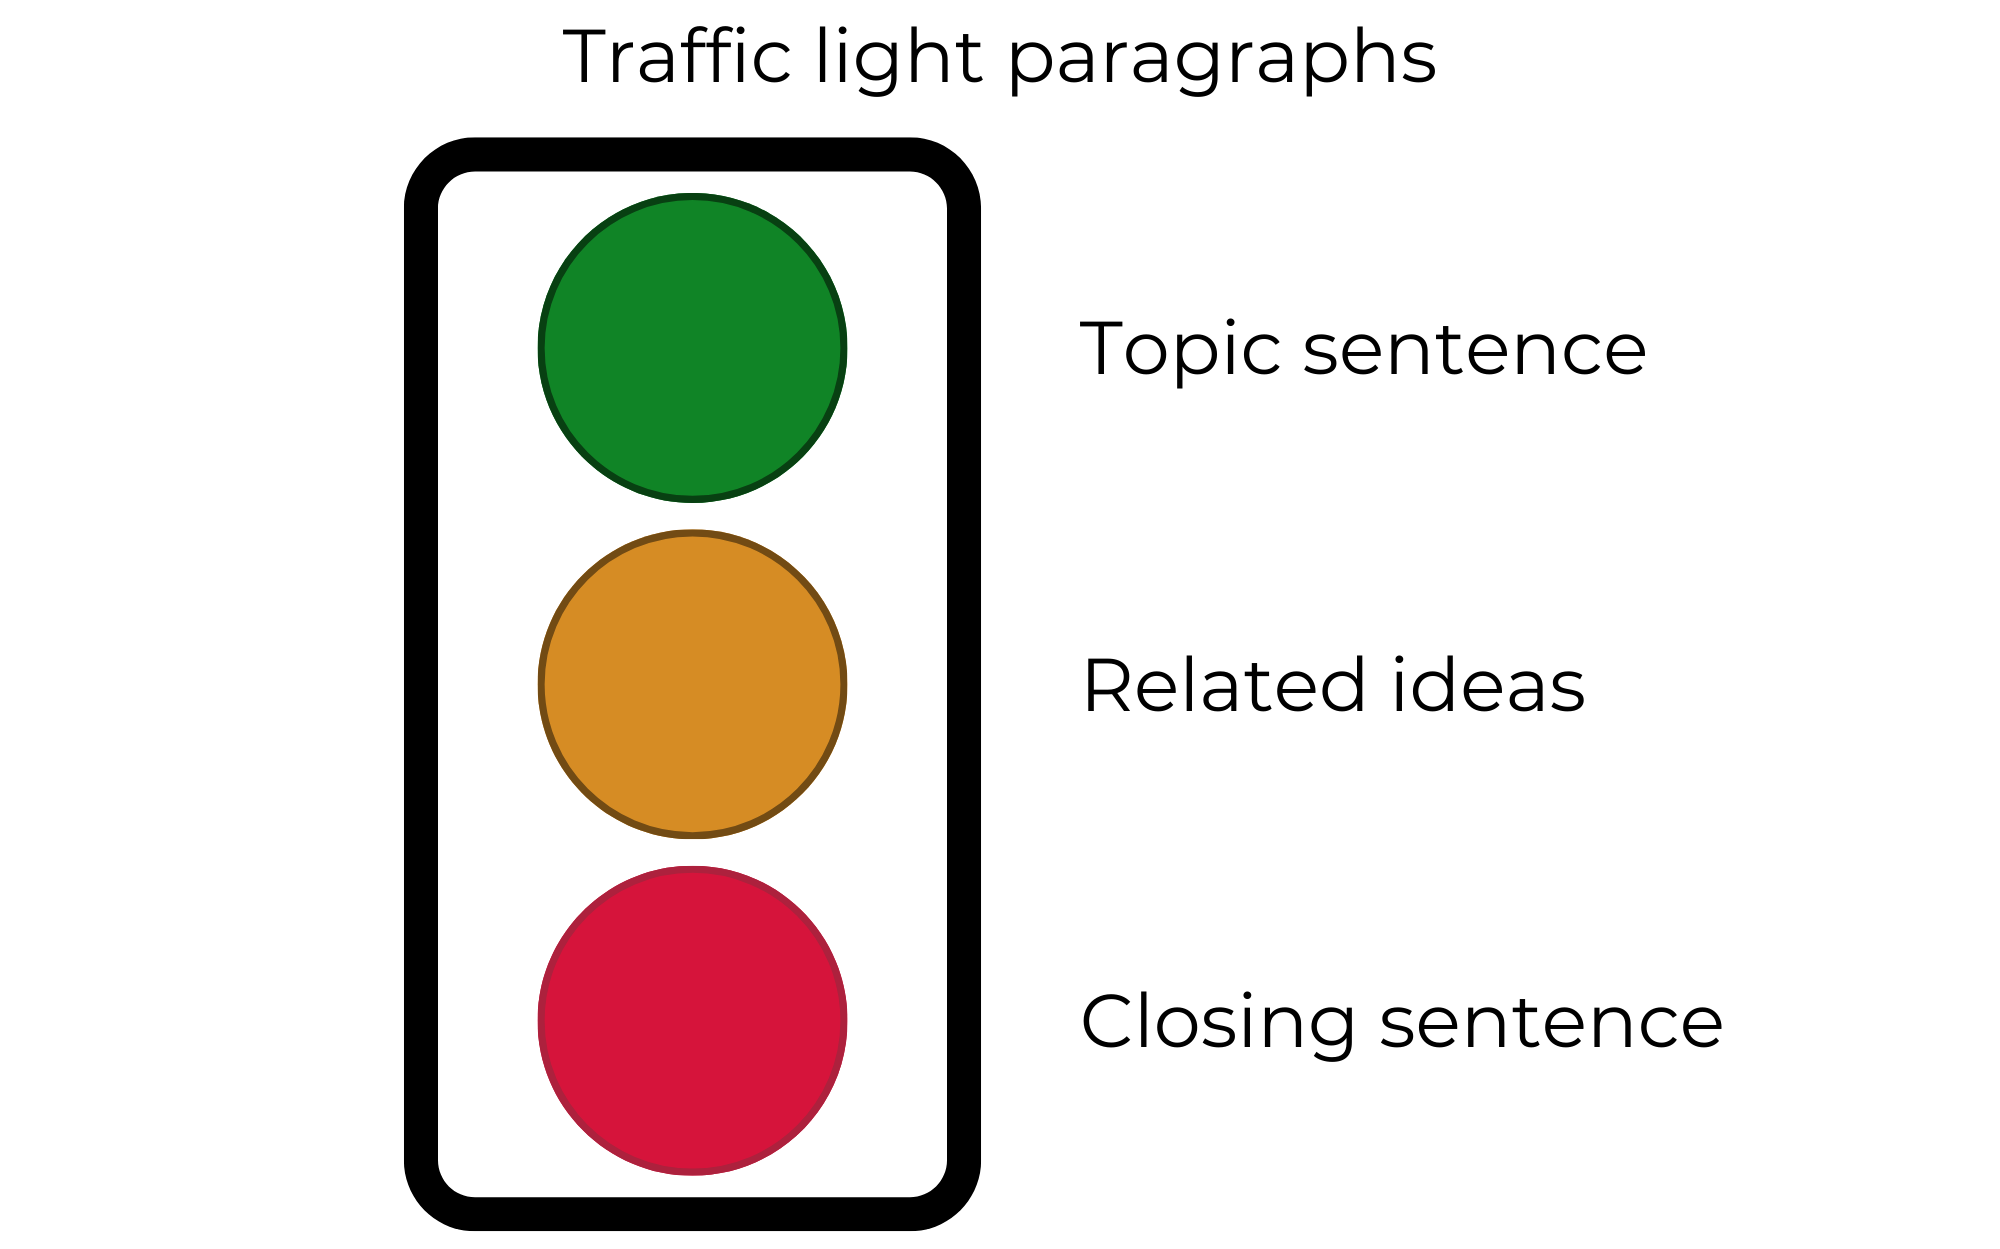 Traffic light paragraphs
Topic sentence
Related ideas
Closing sentence